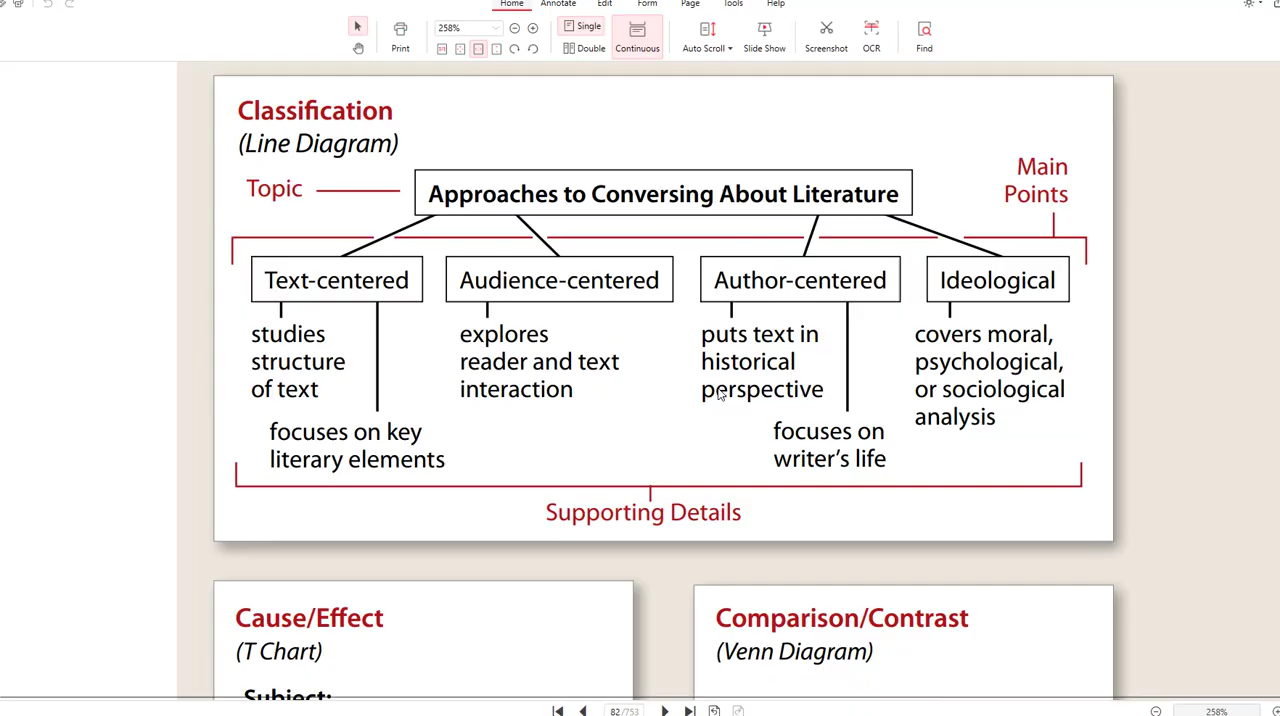 Home Annotate Edit Form Page Tools Help
258% Single
Print Double Continuous Auto Scroll Slide Show Screenshot OCR Find
Classification
(Line Diagram)
Main
Points
Topic
Approaches to Conversing About Literature
Text-centered Audience-centered Author-centered Ideological
studies
structure
of text
focuses on key
literary elements
explores
reader and text
interaction
puts text in
historical
perspective
focuses on
writer's life
covers moral,
psychological,
or sociological
analysis
Supporting Details
Cause/Effect
(T Chart)
Subject:
Comparison/Contrast
(Venn Diagram)
82 /753
258%